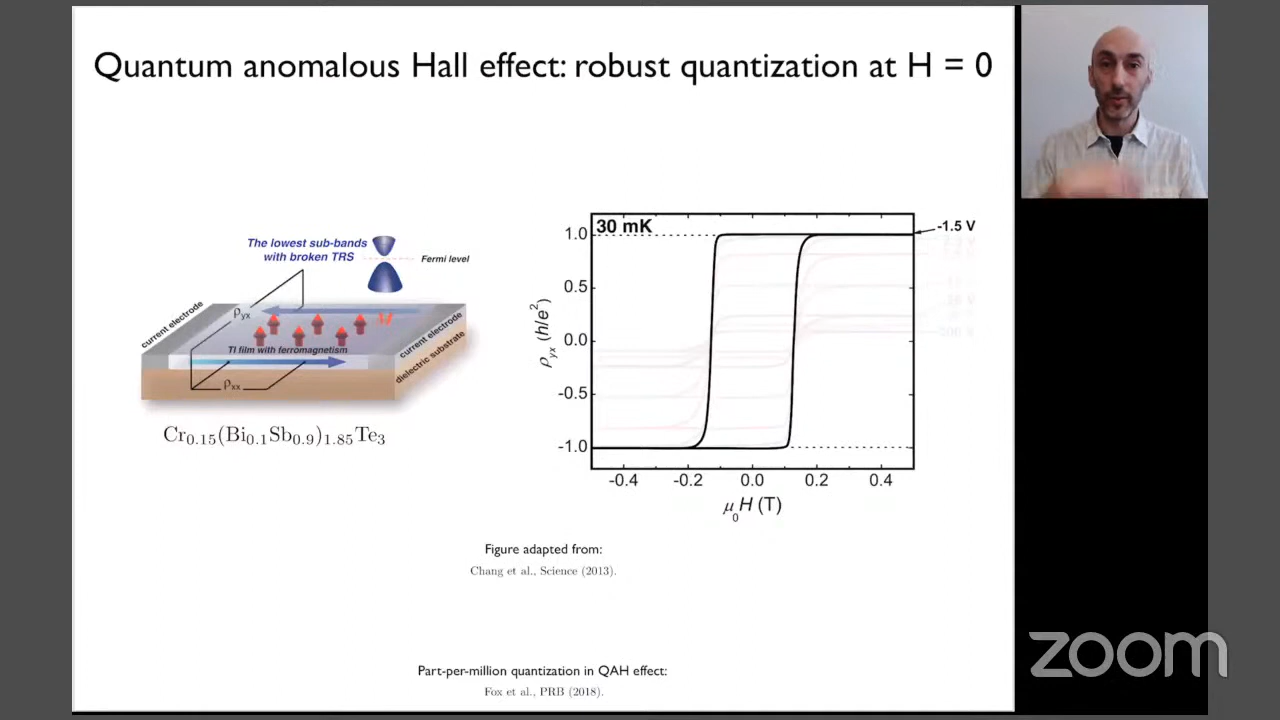 Quantum anomalous Hall effect: robust quantization at H = 0
The lowest sub-bands
with broken TRS
Fermi level
current electrode
ρyx
TI film with ferromagnetism
current electrode
dielectric substrate
ρxx
Cr0.15(Bi0.1Sb0.9)1.85Te3
30 mK
-1.5 V
1.0
0.5
0.0
-0.5
-1.0
ρyx (h/e²)
-0.4 -0.2 0.0 0.2 0.4
μ0H (T)
Figure adapted from:
Chang et al., Science (2013).
Part-per-million quantization in QAH effect:
Fox et al., PRB (2018).
zoom